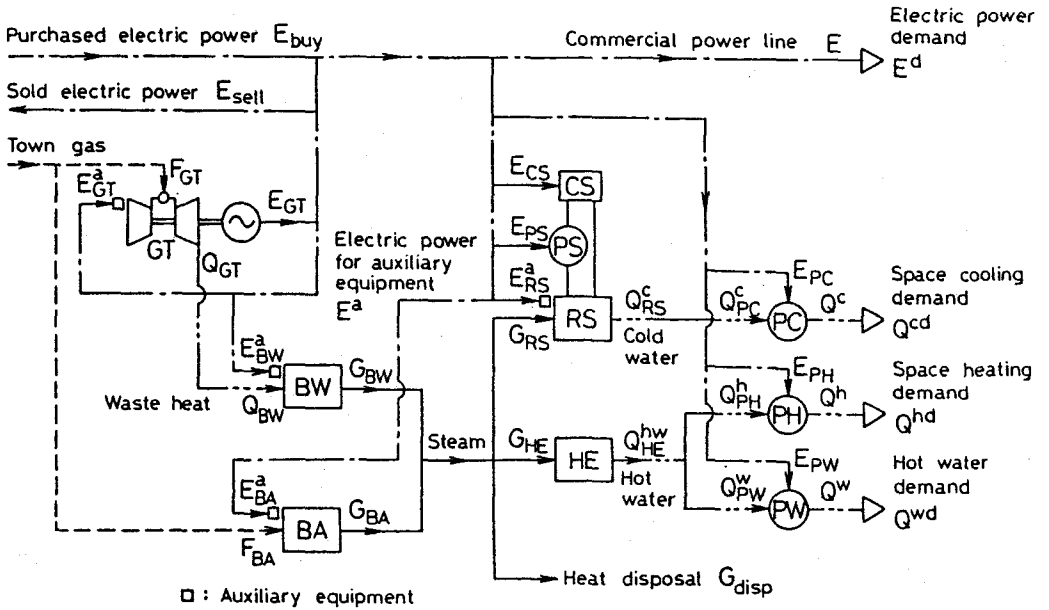 Purchased electric power E_buy
Commercial power line E
Electric power demand
E^d
Sold electric power E_sell
Town gas
F_GT
E^a_GT
E_GT
GT
Q_GT
Electric power for auxiliary equipment
E^a
E_CS
CS
E_PS
PS
E^a_RS
RS
G_RS
Q^c_RS
Cold water
Q^c_PC
E_PC
PC
Q^c
Space cooling demand
Q^cd
E^a_BW
BW
G_BW
Waste heat
Q_BW
Steam
G_HE
HE
Q^hw_HE
Hot water
Q^h_PH
E_PH
PH
Q^h
Space heating demand
Q^hd
E^a_BA
BA
G_BA
F_BA
Q^w_PW
E_PW
PW
Q^w
Hot water demand
Q^wd
Heat disposal G_disp
: Auxiliary equipment